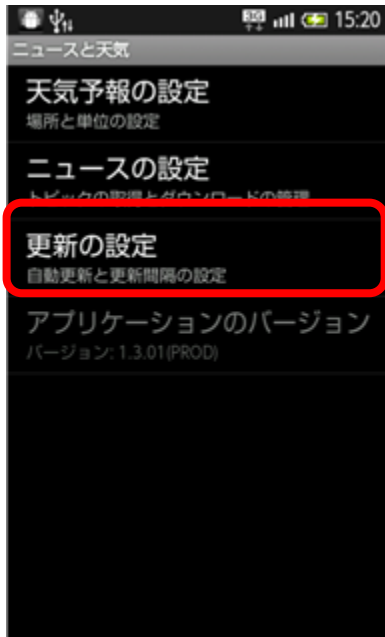 3G 15:20
ニュースと天気
天気予報の設定
場所と単位の設定
ニュースの設定
トピックの取得とダウンロードの管理
更新の設定
自動更新と更新間隔の設定
アプリケーションのバージョン
バージョン: 1.3.01(PROD)